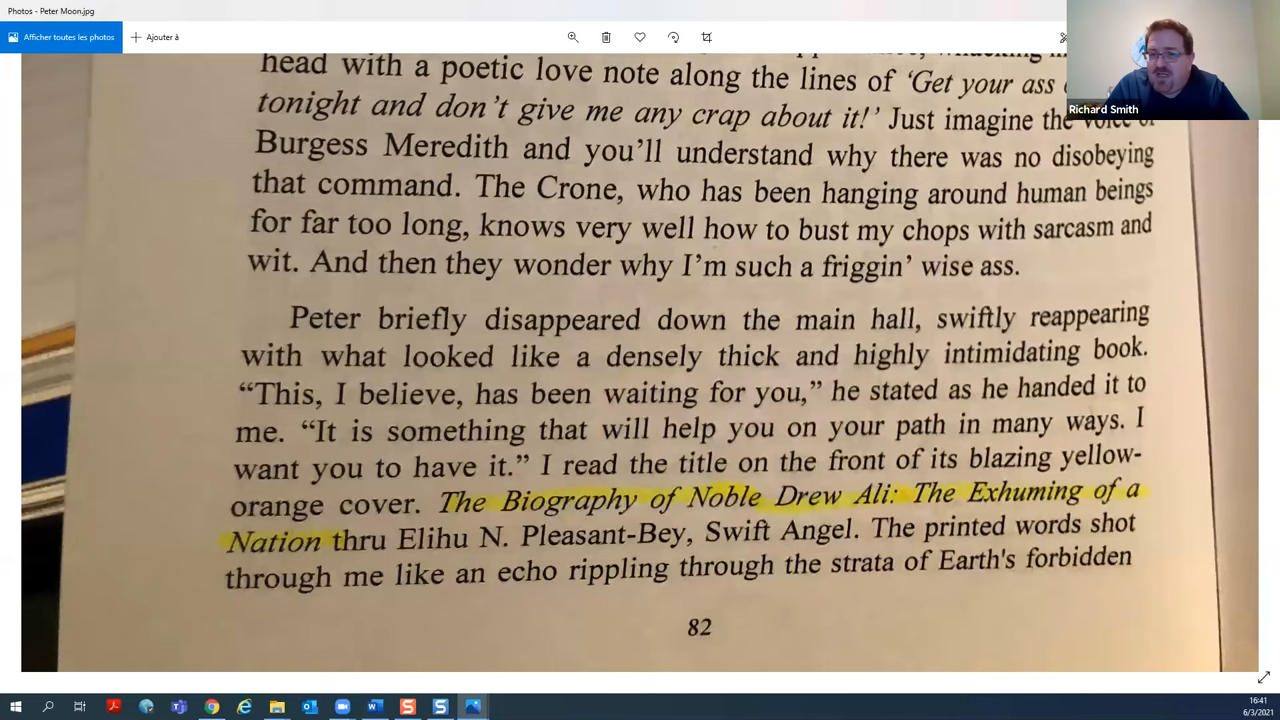 Photos - Peter Moon.jpg
Afficher toutes les photos
Ajouter à
Richard Smith
head with a poetic love note along the lines of ‘Get your ass
tonight and don’t give me any crap about it!’ Just imagine the voice of
Burgess Meredith and you’ll understand why there was no disobeying
that command. The Crone, who has been hanging around human beings
for far too long, knows very well how to bust my chops with sarcasm and
wit. And then they wonder why I’m such a friggin’ wise ass.
Peter briefly disappeared down the main hall, swiftly reappearing
with what looked like a densely thick and highly intimidating book.
“This, I believe, has been waiting for you,” he stated as he handed it to
me. “It is something that will help you on your path in many ways. I
want you to have it.” I read the title on the front of its blazing yellow-
orange cover. The Biography of Noble Drew Ali: The Exhuming of a
Nation thru Elihu N. Pleasant-Bey, Swift Angel. The printed words shot
through me like an echo rippling through the strata of Earth's forbidden
82
16:41
6/3/2021